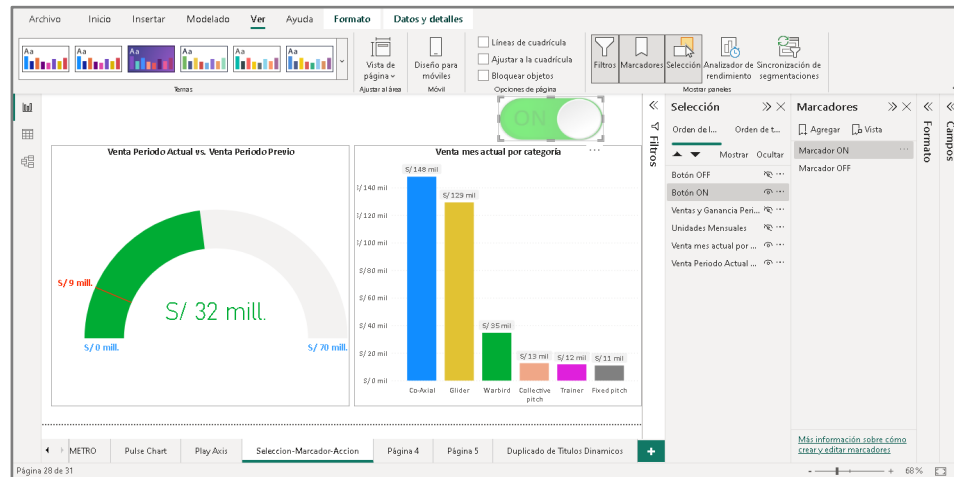 Archivo Inicio Insertar Modelado Ver Ayuda Formato Datos y detalles
Aa Aa Aa Aa Aa Aa
Temas
Vista de página
Ajustar al área
Diseño para móviles
Móvil
Líneas de cuadrícula
Ajustar a la cuadrícula
Bloquear objetos
Opciones de página
Filtros
Marcadores
Selección
Analizador de rendimiento
Sincronización de segmentaciones
Mostrar paneles
ON
Venta Periodo Actual vs. Venta Periodo Previo
S/ 9 mill.
S/ 32 mill.
S/ 0 mill.
S/ 70 mill.
Venta mes actual por categoría
S/ 140 mil
S/ 120 mil
S/ 100 mil
S/ 80 mil
S/ 60 mil
S/ 40 mil
S/ 20 mil
S/ 0 mil
S/ 148 mil
S/ 129 mil
S/ 35 mil
S/ 13 mil
S/ 12 mil
S/ 11 mil
Co-Axial
Glider
Warbird
Collective pitch
Trainer
Fixed pitch
Filtros
Selección
Orden de l...
Orden de t...
Mostrar Ocultar
Botón OFF
Botón ON
Ventas y Ganancia Peri...
Unidades Mensuales
Venta mes actual por ...
Venta Periodo Actual ...
Marcadores
Agregar
Vista
Marcador ON
Marcador OFF
Más información sobre cómo
crear y editar marcadores
Formato
Campos
METRO
Pulse Chart
Play Axis
Seleccion-Marcador-Accion
Página 4
Página 5
Duplicado de Titulos Dinamicos
Página 28 de 31
68%